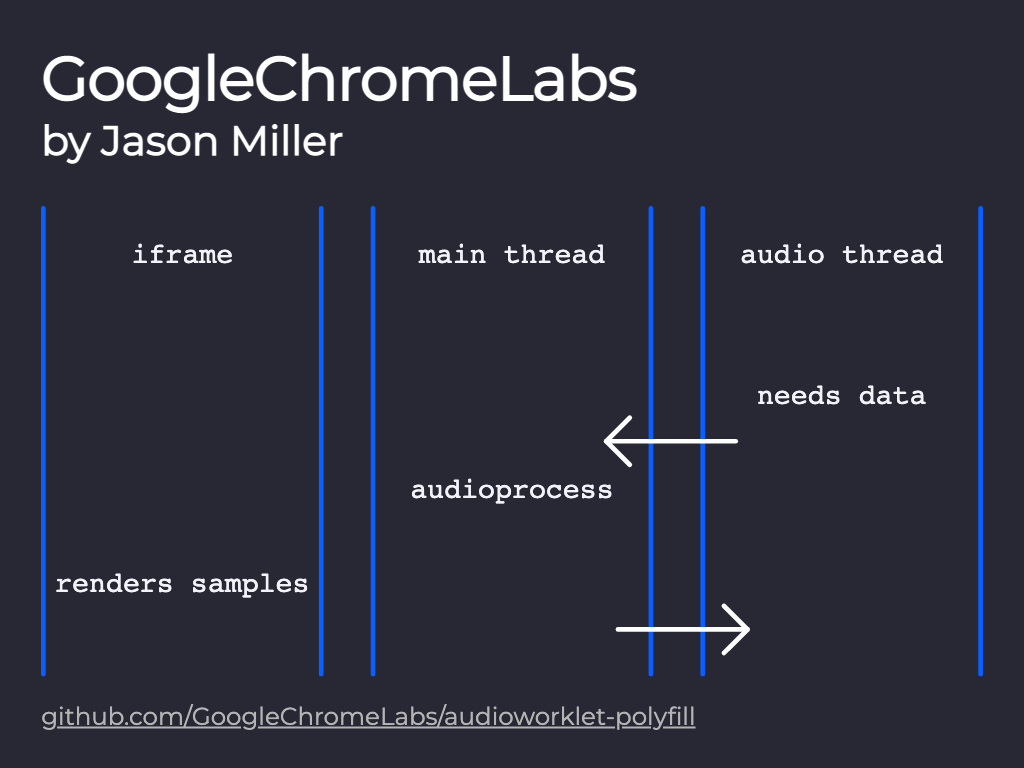 GoogleChromeLabs
by Jason Miller
iframe
main thread
audio thread
needs data
audioprocess
renders samples
github.com/GoogleChromeLabs/audioworklet-polyfill